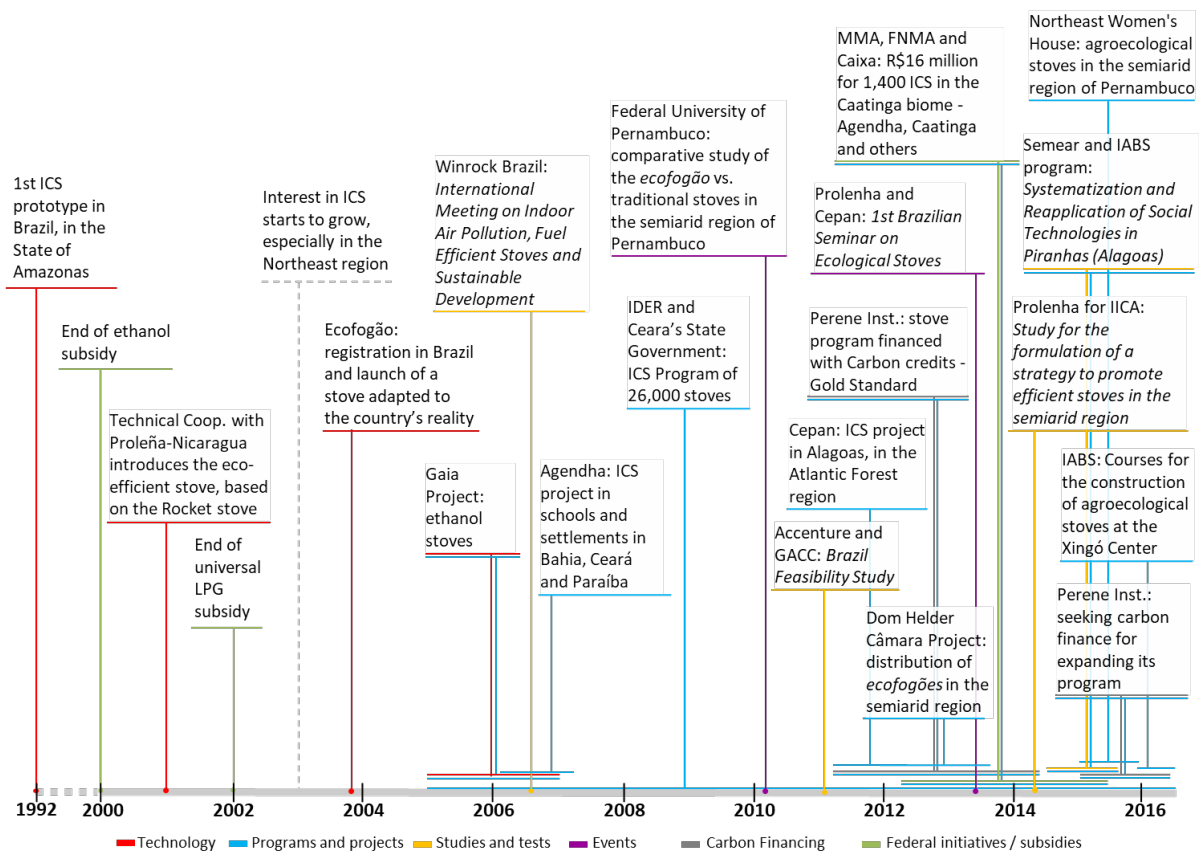 1st ICS
prototype in
Brazil, in the
State of
Amazonas
End of ethanol
subsidy
Technical Coop. with
Proleña-Nicaragua
introduces the eco-
efficient stove, based
on the Rocket stove
End of
universal
LPG
subsidy
Interest in ICS
starts to grow,
especially in the
Northeast region
Ecofogão:
registration in Brazil
and launch of a
stove adapted to
the country's reality
Winrock Brazil:
International
Meeting on Indoor
Air Pollution, Fuel
Efficient Stoves and
Sustainable
Development
Gaia
Project:
ethanol
stoves
Agendha: ICS
project in
schools and
settlements in
Bahia, Ceará
and Paraíba
Federal University of
Pernambuco:
comparative study of
the ecofogão vs.
traditional stoves in
the semiarid region of
Pernambuco
IDER and
Ceara's State
Government:
ICS Program of
26,000 stoves
MMA, FNMA and
Caixa: R$16 million
for 1,400 ICS in the
Caatinga biome -
Agendha, Caatinga
and others
Prolenha and
Cepan: 1st Brazilian
Seminar on
Ecological Stoves
Perene Inst.: stove
program financed
with Carbon credits -
Gold Standard
Cepan: ICS project
in Alagoas, in the
Atlantic Forest
region
Accenture and
GACC: Brazil
Feasibility Study
Dom Helder
Câmara Project:
distribution of
ecofogões in the
semiarid region
Northeast Women's
House: agroecological
stoves in the semiarid
region of Pernambuco
Semear and IABS
program:
Systematization and
Reapplication of Social
Technologies in
Piranhas (Alagoas)
Prolenha for IICA:
Study for the
formulation of a
strategy to promote
efficient stoves in the
semiarid region
IABS: Courses for
the construction
of agroecological
stoves at the
Xingó Center
Perene Inst.:
seeking carbon
finance for
expanding its
program
1992 2000 2002 2004 2006 2008 2010 2012 2014 2016
Technology Programs and projects Studies and tests Events Carbon Financing Federal initiatives / subsidies